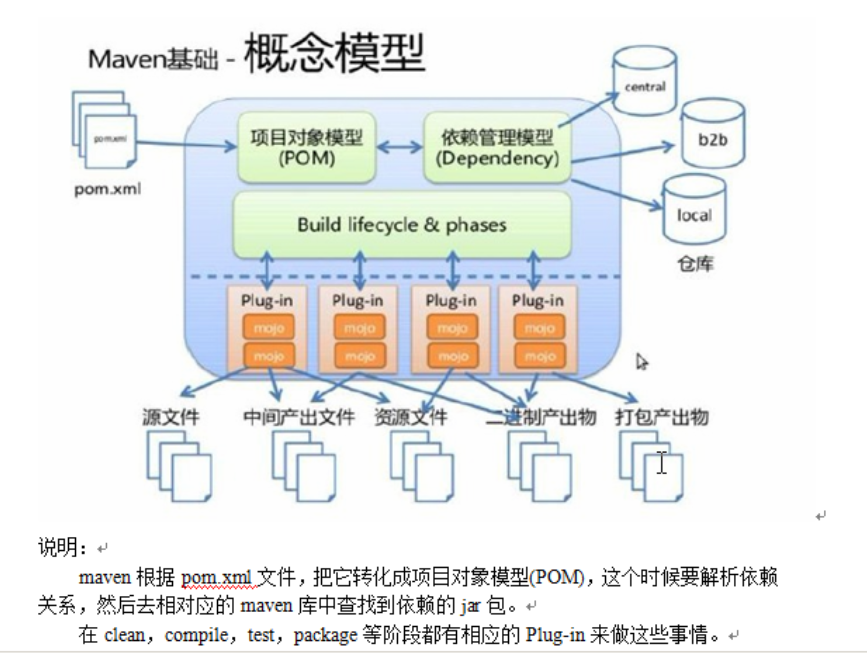 Maven基础 - 概念模型
central
项目对象模型
(POM)
依赖管理模型
(Dependency)
pom.xml
b2b
pom.xml
Build lifecycle & phases
local
仓库
Plug-in Plug-in Plug-in Plug-in
mojo mojo mojo mojo
mojo mojo mojo mojo
源文件 中间产出文件 资源文件 二进制产出物 打包产出物
说明：
maven 根据 pom.xml 文件，把它转化成项目对象模型(POM)，这个时候要解析依赖
关系，然后去相对应的 maven 库中查找到依赖的 jar 包。
在 clean，compile，test，package 等阶段都有相应的 Plug-in 来做这些事情。